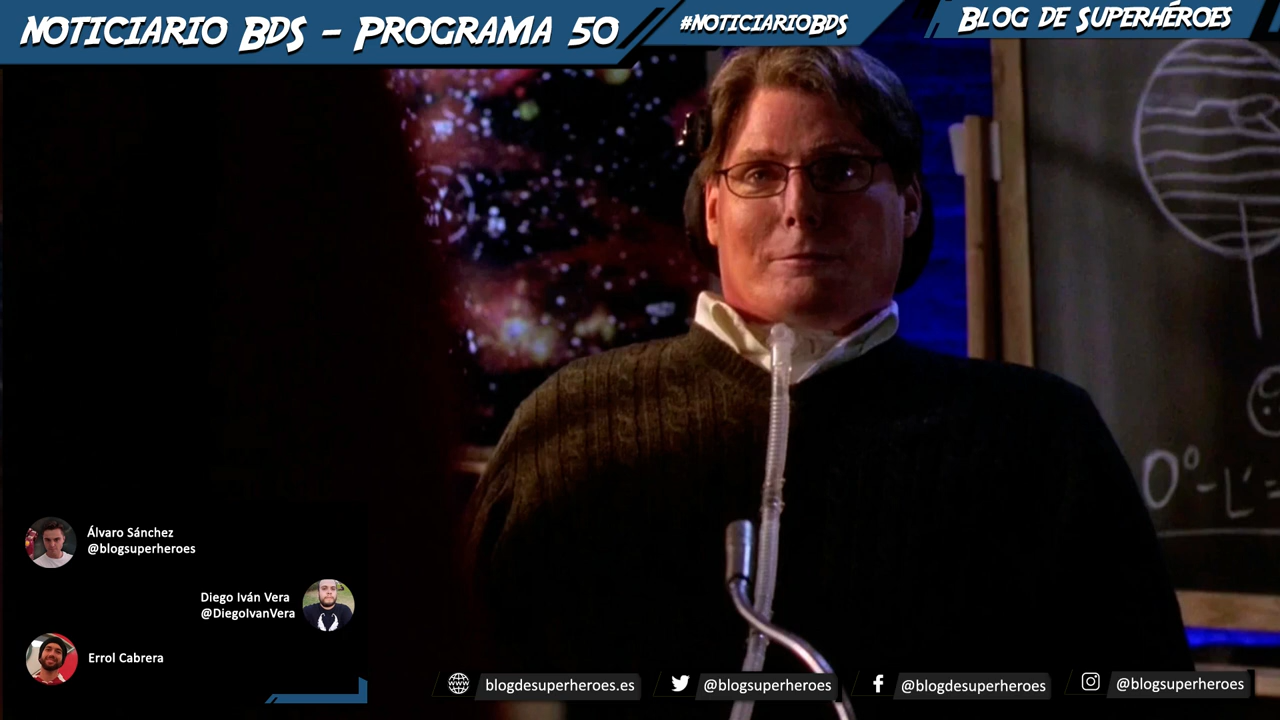 NOTICIARIO BDS – PROGRAMA 50
#NOTICIARIOBDS
BLOG DE SUPERHÉROES
O° - L' =
Álvaro Sánchez
@blogsuperheroes
Diego Iván Vera
@DiegoIvanVera
Errol Cabrera
WWW
blogdesuperheroes.es
@blogsuperheroes
@blogdesuperheroes
@blogsuperheroes